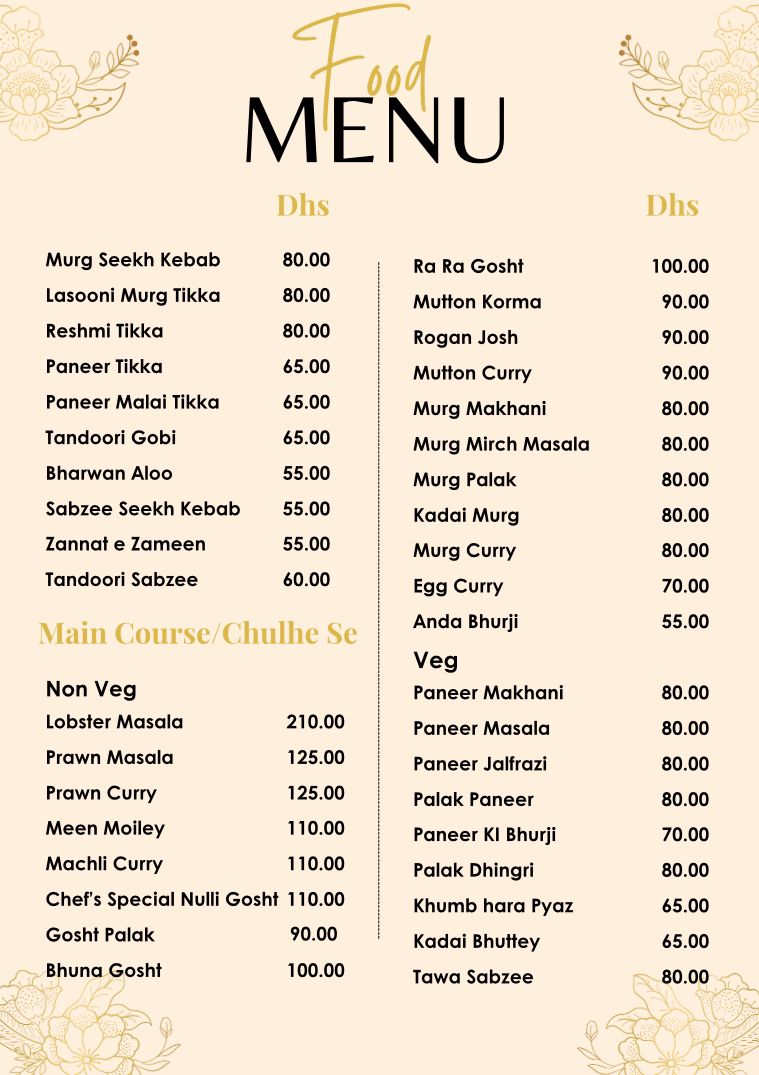 Food
MENU
Dhs
Murg Seekh Kebab 80.00
Lasooni Murg Tikka 80.00
Reshmi Tikka 80.00
Paneer Tikka 65.00
Paneer Malai Tikka 65.00
Tandoori Gobi 65.00
Bharwan Aloo 55.00
Sabzee Seekh Kebab 55.00
Zannat e Zameen 55.00
Tandoori Sabzee 60.00
Main Course/Chulhe Se
Non Veg
Lobster Masala 210.00
Prawn Masala 125.00
Prawn Curry 125.00
Meen Moiley 110.00
Machli Curry 110.00
Chef's Special Nulli Gosht 110.00
Gosht Palak 90.00
Bhuna Gosht 100.00
Dhs
Ra Ra Gosht 100.00
Mutton Korma 90.00
Rogan Josh 90.00
Mutton Curry 90.00
Murg Makhani 80.00
Murg Mirch Masala 80.00
Murg Palak 80.00
Kadai Murg 80.00
Murg Curry 80.00
Egg Curry 70.00
Anda Bhurji 55.00
Veg
Paneer Makhani 80.00
Paneer Masala 80.00
Paneer Jalfrazi 80.00
Palak Paneer 80.00
Paneer KI Bhurji 70.00
Palak Dhingri 80.00
Khumb hara Pyaz 65.00
Kadai Bhuttey 65.00
Tawa Sabzee 80.00